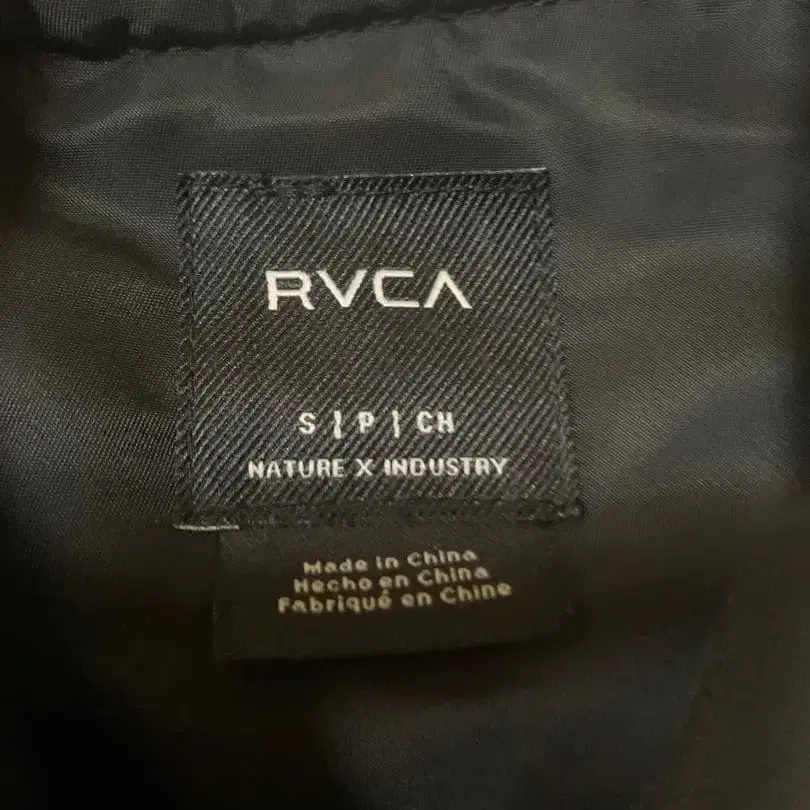 RVCA
S | P | CH
NATURE X INDUSTRY
Made in China
Hecho en China
Fabriqué en Chine